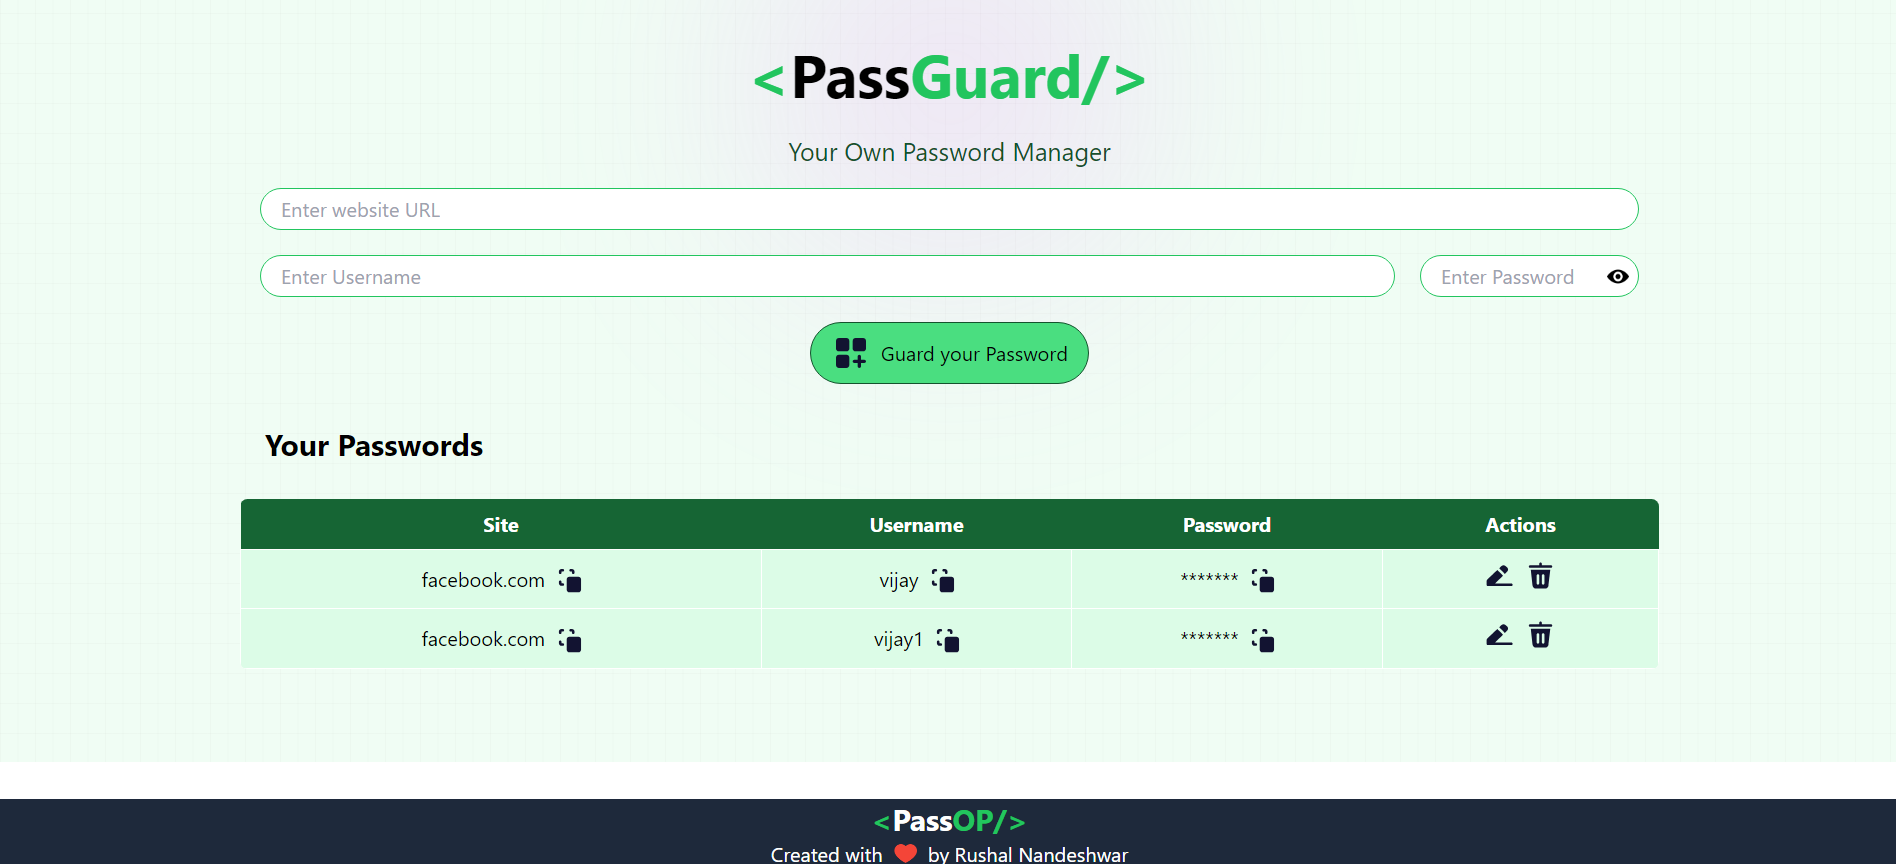 <PassGuard/>
Your Own Password Manager
Enter website URL
Enter Username Enter Password
Guard your Password
Your Passwords
Site Username Password Actions
facebook.com vijay *******
facebook.com vijay1 *******
<PassOP/>
Created with ❤️ by Rushal Nandeshwar